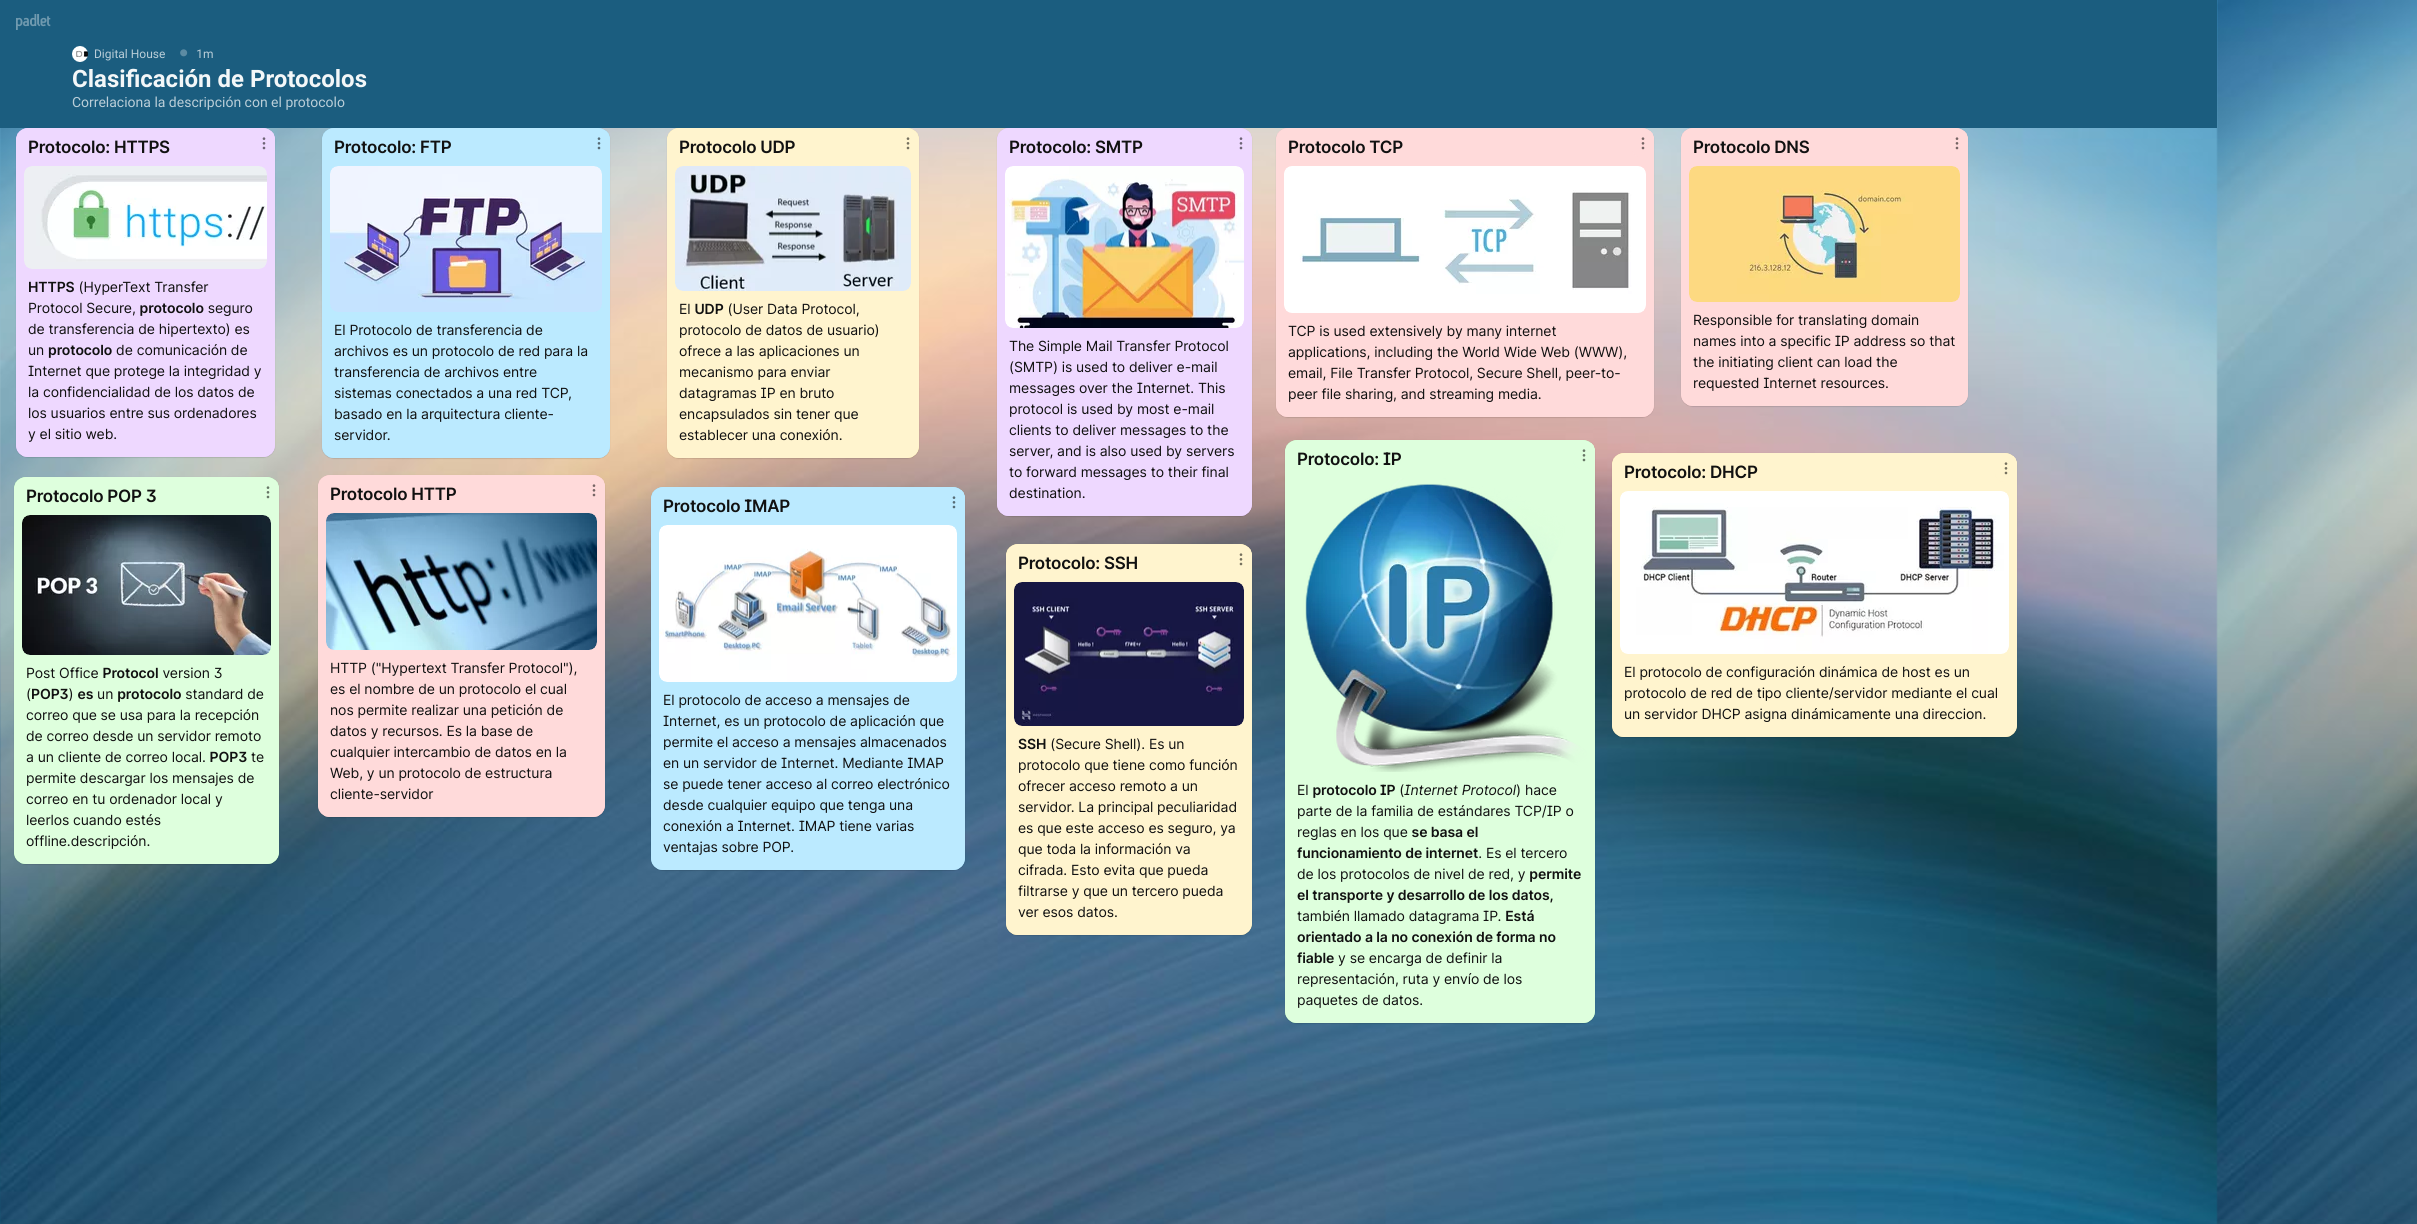 padlet
Digital House 1m
Clasificación de Protocolos
Correlaciona la descripción con el protocolo
Protocolo: HTTPS
https://
HTTPS (HyperText Transfer
Protocol Secure, protocolo seguro
de transferencia de hipertexto) es
un protocolo de comunicación de
Internet que protege la integridad y
la confidencialidad de los datos de
los usuarios entre sus ordenadores
y el sitio web.
Protocolo: FTP
FTP
El Protocolo de transferencia de
archivos es un protocolo de red para la
transferencia de archivos entre
sistemas conectados a una red TCP,
basado en la arquitectura cliente-
servidor.
Protocolo UDP
UDP
Request
Response
Response
Client
Server
El UDP (User Data Protocol,
protocolo de datos de usuario)
ofrece a las aplicaciones un
mecanismo para enviar
datagramas IP en bruto
encapsulados sin tener que
establecer una conexión.
Protocolo: SMTP
SMTP
The Simple Mail Transfer Protocol
(SMTP) is used to deliver e-mail
messages over the Internet. This
protocol is used by most e-mail
clients to deliver messages to the
server, and is also used by servers
to forward messages to their final
destination.
Protocolo TCP
TCP
TCP is used extensively by many internet
applications, including the World Wide Web (WWW),
email, File Transfer Protocol, Secure Shell, peer-to-
peer file sharing, and streaming media.
Protocolo DNS
domain.com
216.3.128.12
Responsible for translating domain
names into a specific IP address so that
the initiating client can load the
requested Internet resources.
Protocolo POP 3
POP 3
Post Office Protocol version 3
(POP3) es un protocolo standard de
correo que se usa para la recepción
de correo desde un servidor remoto
a un cliente de correo local. POP3 te
permite descargar los mensajes de
correo en tu ordenador local y
leerlos cuando estés
offline.descripción.
Protocolo HTTP
http://www
HTTP ("Hypertext Transfer Protocol"),
es el nombre de un protocolo el cual
nos permite realizar una petición de
datos y recursos. Es la base de
cualquier intercambio de datos en la
Web, y un protocolo de estructura
cliente-servidor
Protocolo IMAP
IMAP
IMAP
IMAP
IMAP
Email Server
SmartPhone
Desktop PC
Tablet
Desktop PC
El protocolo de acceso a mensajes de
Internet, es un protocolo de aplicación que
permite el acceso a mensajes almacenados
en un servidor de Internet. Mediante IMAP
se puede tener acceso al correo electrónico
desde cualquier equipo que tenga una
conexión a Internet. IMAP tiene varias
ventajas sobre POP.
Protocolo: SSH
SSH CLIENT
SSH SERVER
Hello !
Hello !
SSH (Secure Shell). Es un
protocolo que tiene como función
ofrecer acceso remoto a un
servidor. La principal peculiaridad
es que este acceso es seguro, ya
que toda la información va
cifrada. Esto evita que pueda
filtrarse y que un tercero pueda
ver esos datos.
Protocolo: IP
IP
El protocolo IP (Internet Protocol) hace
parte de la familia de estándares TCP/IP o
reglas en los que se basa el
funcionamiento de internet. Es el tercero
de los protocolos de nivel de red, y permite
el transporte y desarrollo de los datos,
también llamado datagrama IP. Está
orientado a la no conexión de forma no
fiable y se encarga de definir la
representación, ruta y envío de los
paquetes de datos.
Protocolo: DHCP
DHCP Client
Router
DHCP Server
DHCP
Dynamic Host
Configuration Protocol
El protocolo de configuración dinámica de host es un
protocolo de red de tipo cliente/servidor mediante el cual
un servidor DHCP asigna dinámicamente una direccion.